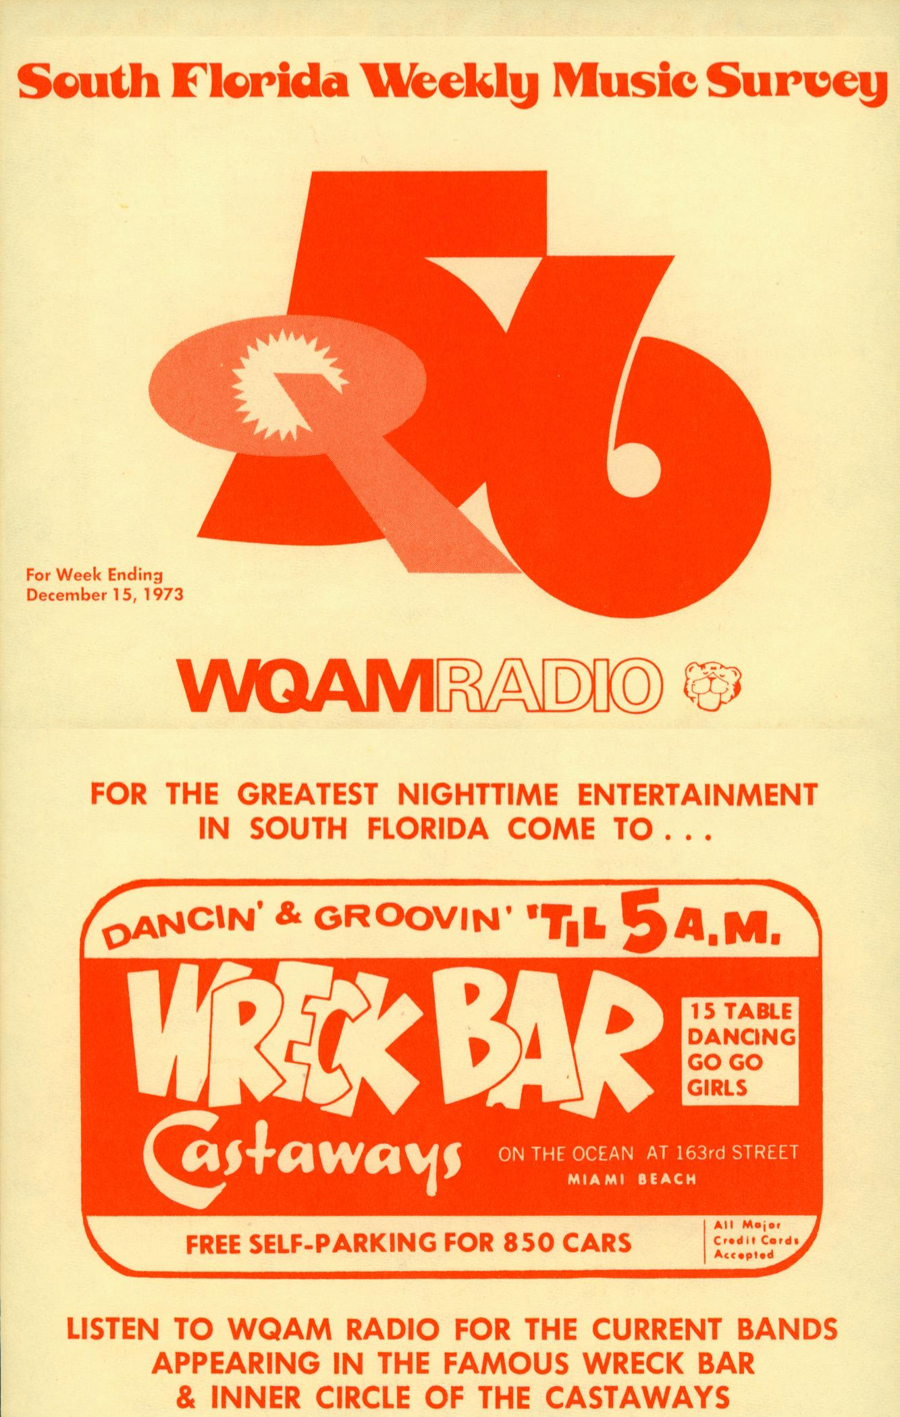 South Florida Weekly Music Survey
56
For Week Ending
December 15, 1973
WQAMRADIO
FOR THE GREATEST NIGHTTIME ENTERTAINMENT
IN SOUTH FLORIDA COME TO . . .
DANCIN' & GROOVIN' 'TIL 5 A.M.
WRECK BAR
15 TABLE
DANCING
GO GO
GIRLS
Castaways
ON THE OCEAN AT 163rd STREET
MIAMI BEACH
FREE SELF-PARKING FOR 850 CARS
All Major
Credit Cards
Accepted
LISTEN TO WQAM RADIO FOR THE CURRENT BANDS
APPEARING IN THE FAMOUS WRECK BAR
& INNER CIRCLE OF THE CASTAWAYS